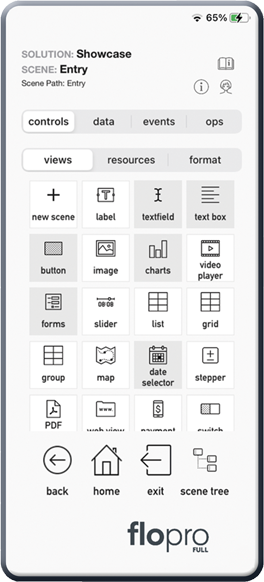 65%
SOLUTION: Showcase
SCENE: Entry
Scene Path: Entry
controls data events ops
views resources format
new scene label textfield text box
button image charts video player
forms slider list grid
group map date selector stepper
PDF web view payment switch
back home exit scene tree
flopro
FULL